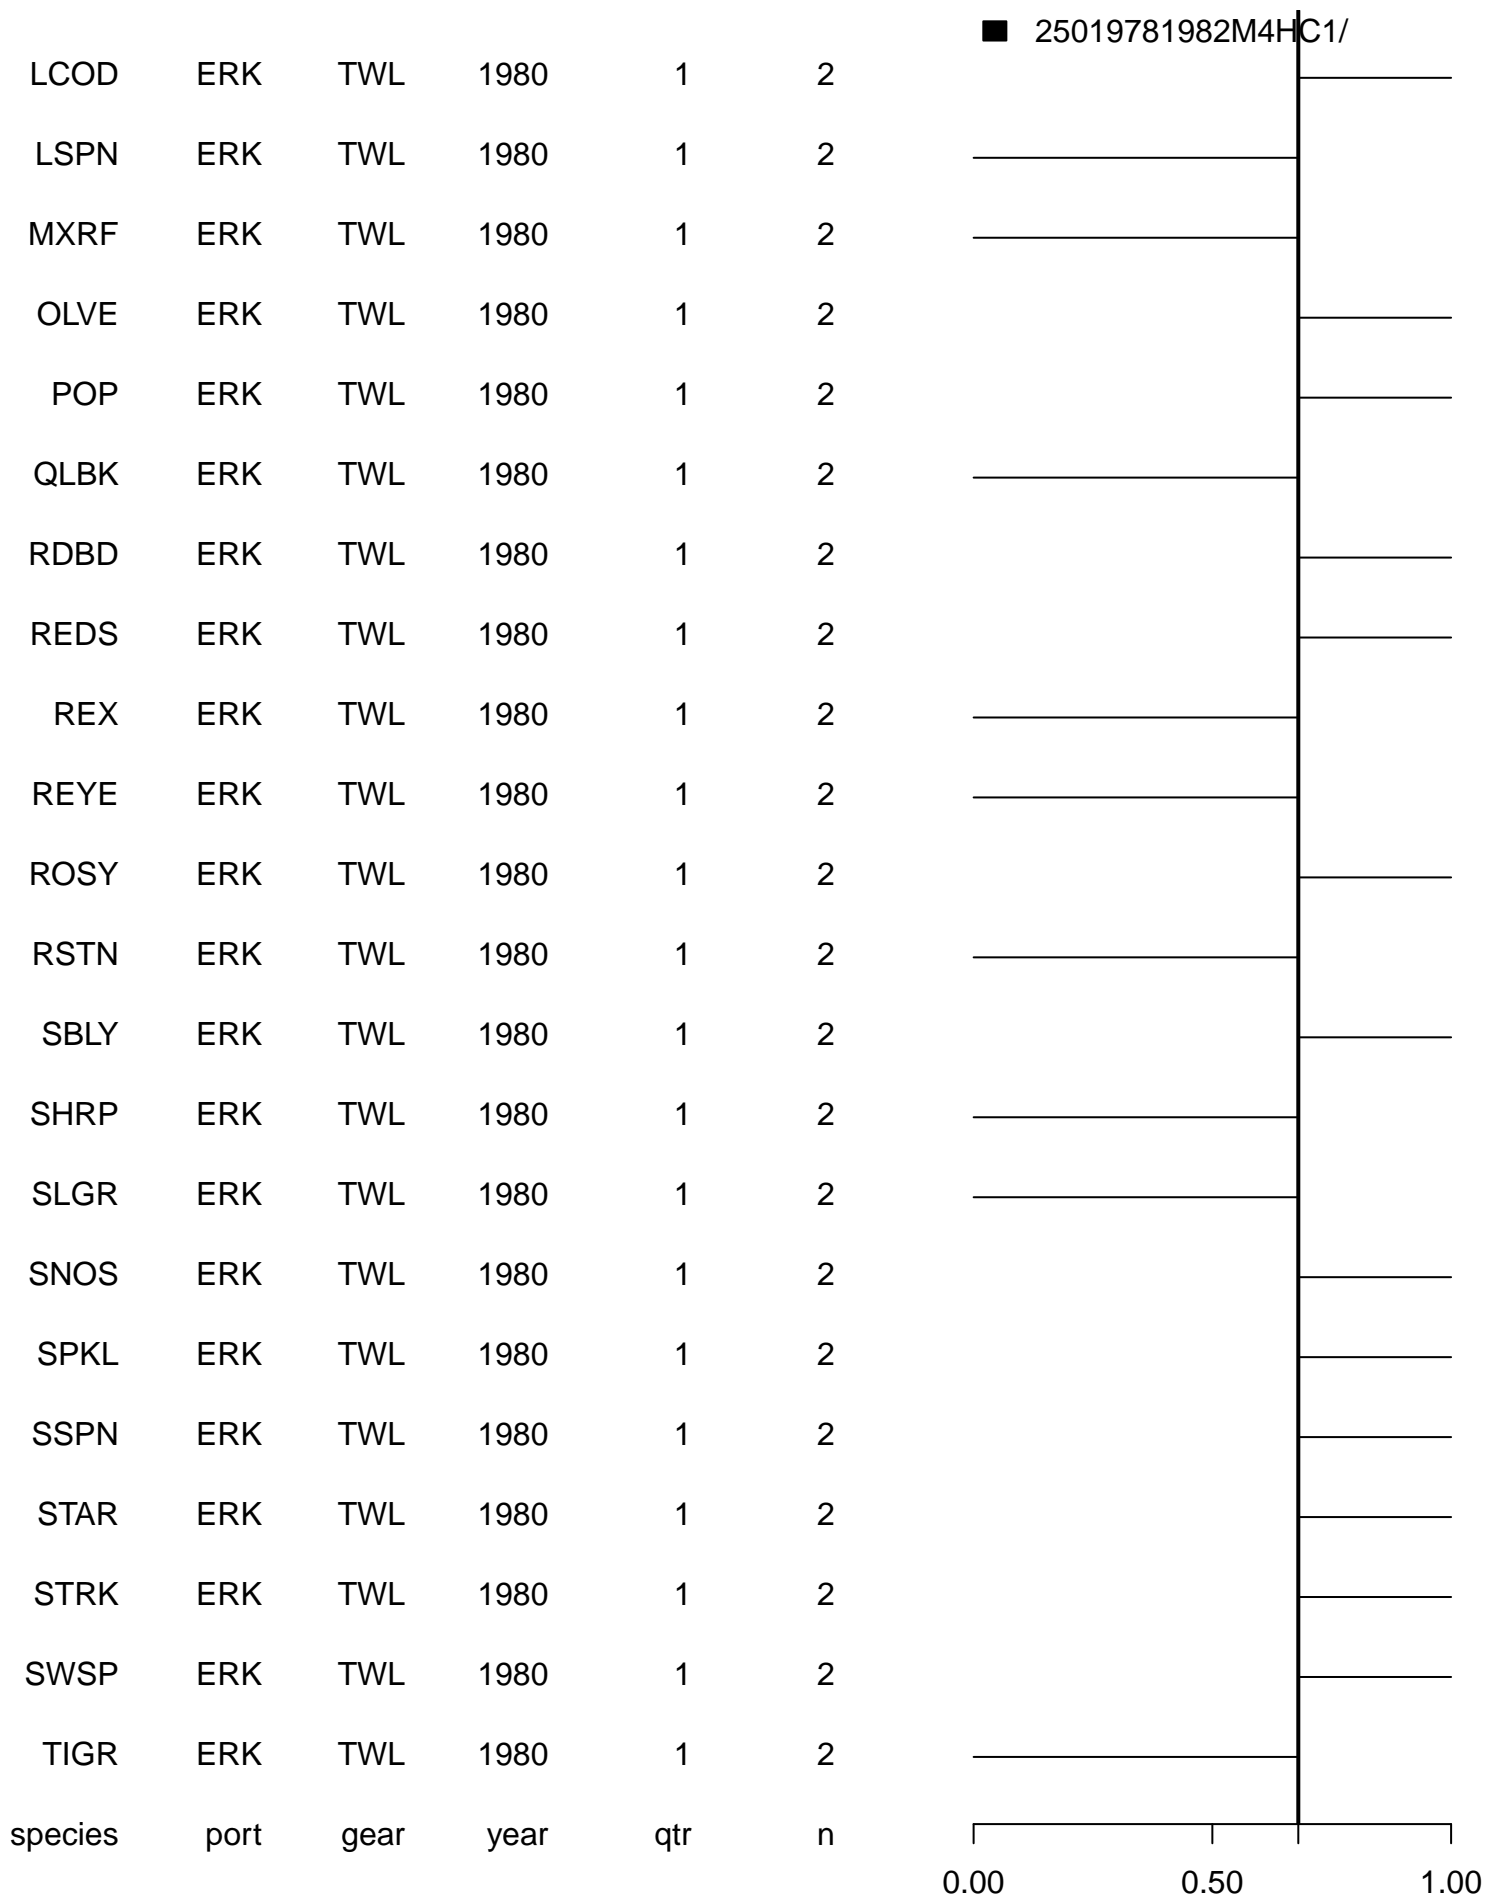 25019781982M4HC1/
LCOD ERK TWL 1980 1 2
LSPN ERK TWL 1980 1 2
MXRF ERK TWL 1980 1 2
OLVE ERK TWL 1980 1 2
POP ERK TWL 1980 1 2
QLBK ERK TWL 1980 1 2
RDBD ERK TWL 1980 1 2
REDS ERK TWL 1980 1 2
REX ERK TWL 1980 1 2
REYE ERK TWL 1980 1 2
ROSY ERK TWL 1980 1 2
RSTN ERK TWL 1980 1 2
SBLY ERK TWL 1980 1 2
SHRP ERK TWL 1980 1 2
SLGR ERK TWL 1980 1 2
SNOS ERK TWL 1980 1 2
SPKL ERK TWL 1980 1 2
SSPN ERK TWL 1980 1 2
STAR ERK TWL 1980 1 2
STRK ERK TWL 1980 1 2
SWSP ERK TWL 1980 1 2
TIGR ERK TWL 1980 1 2
species port gear year qtr n
0.00 0.50 1.00